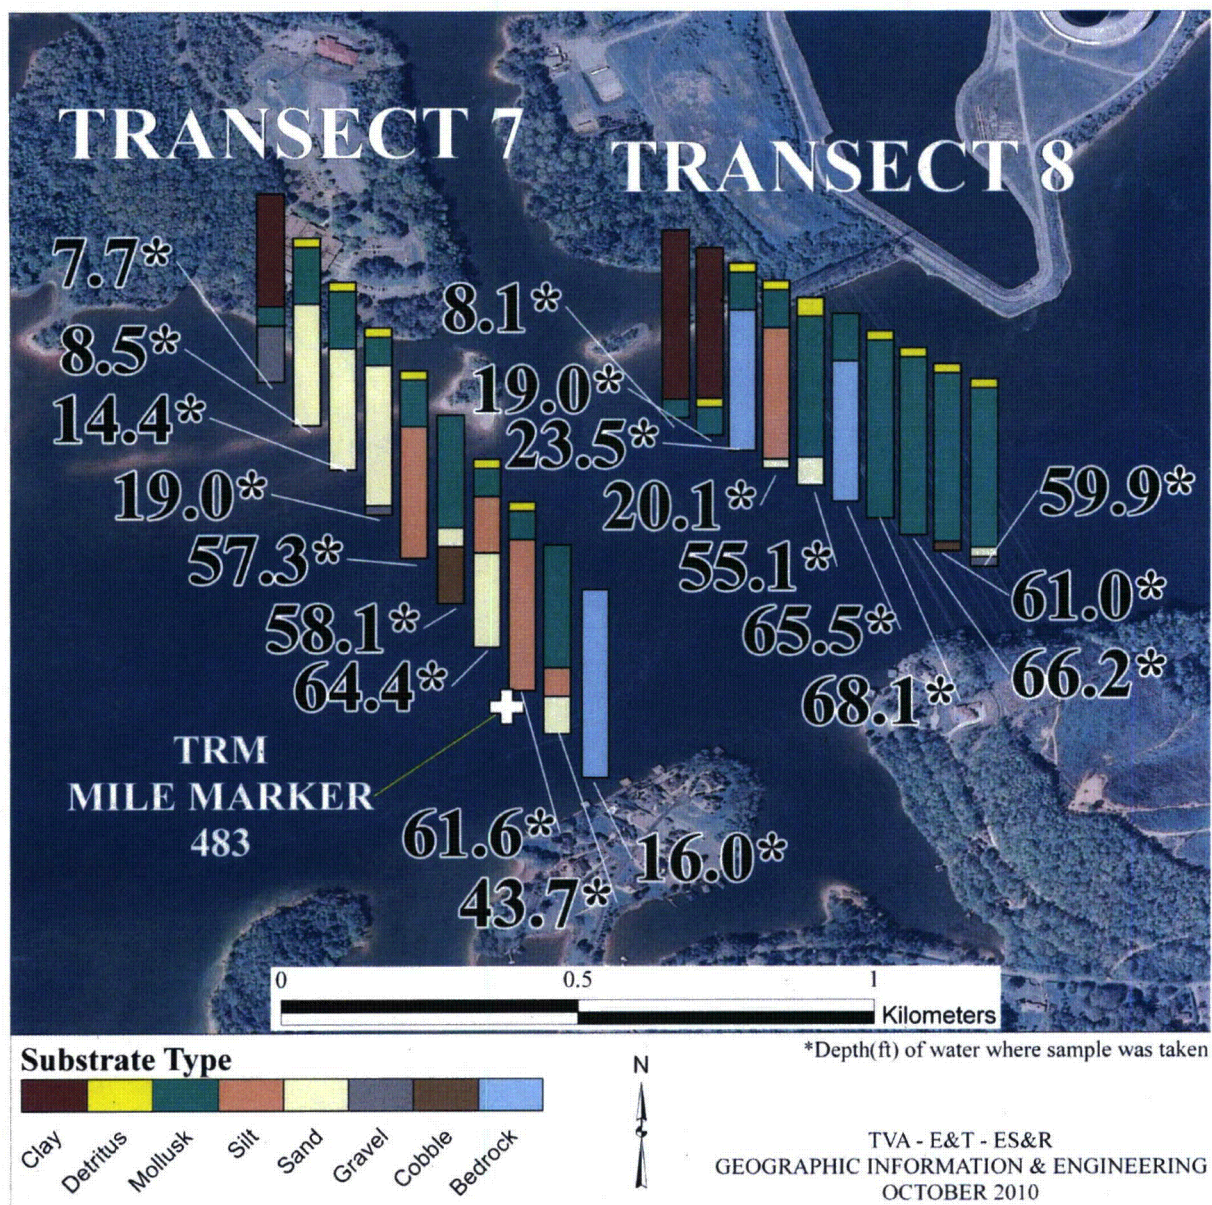 TRANSECT 7
TRANSECT 8
7.7*
8.5*
14.4*
19.0*
57.3*
58.1*
64.4*
61.6*
43.7*
16.0*
8.1*
19.0*
23.5*
20.1*
55.1*
65.5*
68.1*
59.9*
61.0*
66.2*
TRM
MILE MARKER
483
0 0.5 1
Kilometers
Substrate Type
Clay
Detritus
Mollusk
Silt
Sand
Gravel
Cobble
Bedrock
N
*Depth(ft) of water where sample was taken
TVA - E&T - ES&R
GEOGRAPHIC INFORMATION & ENGINEERING
OCTOBER 2010